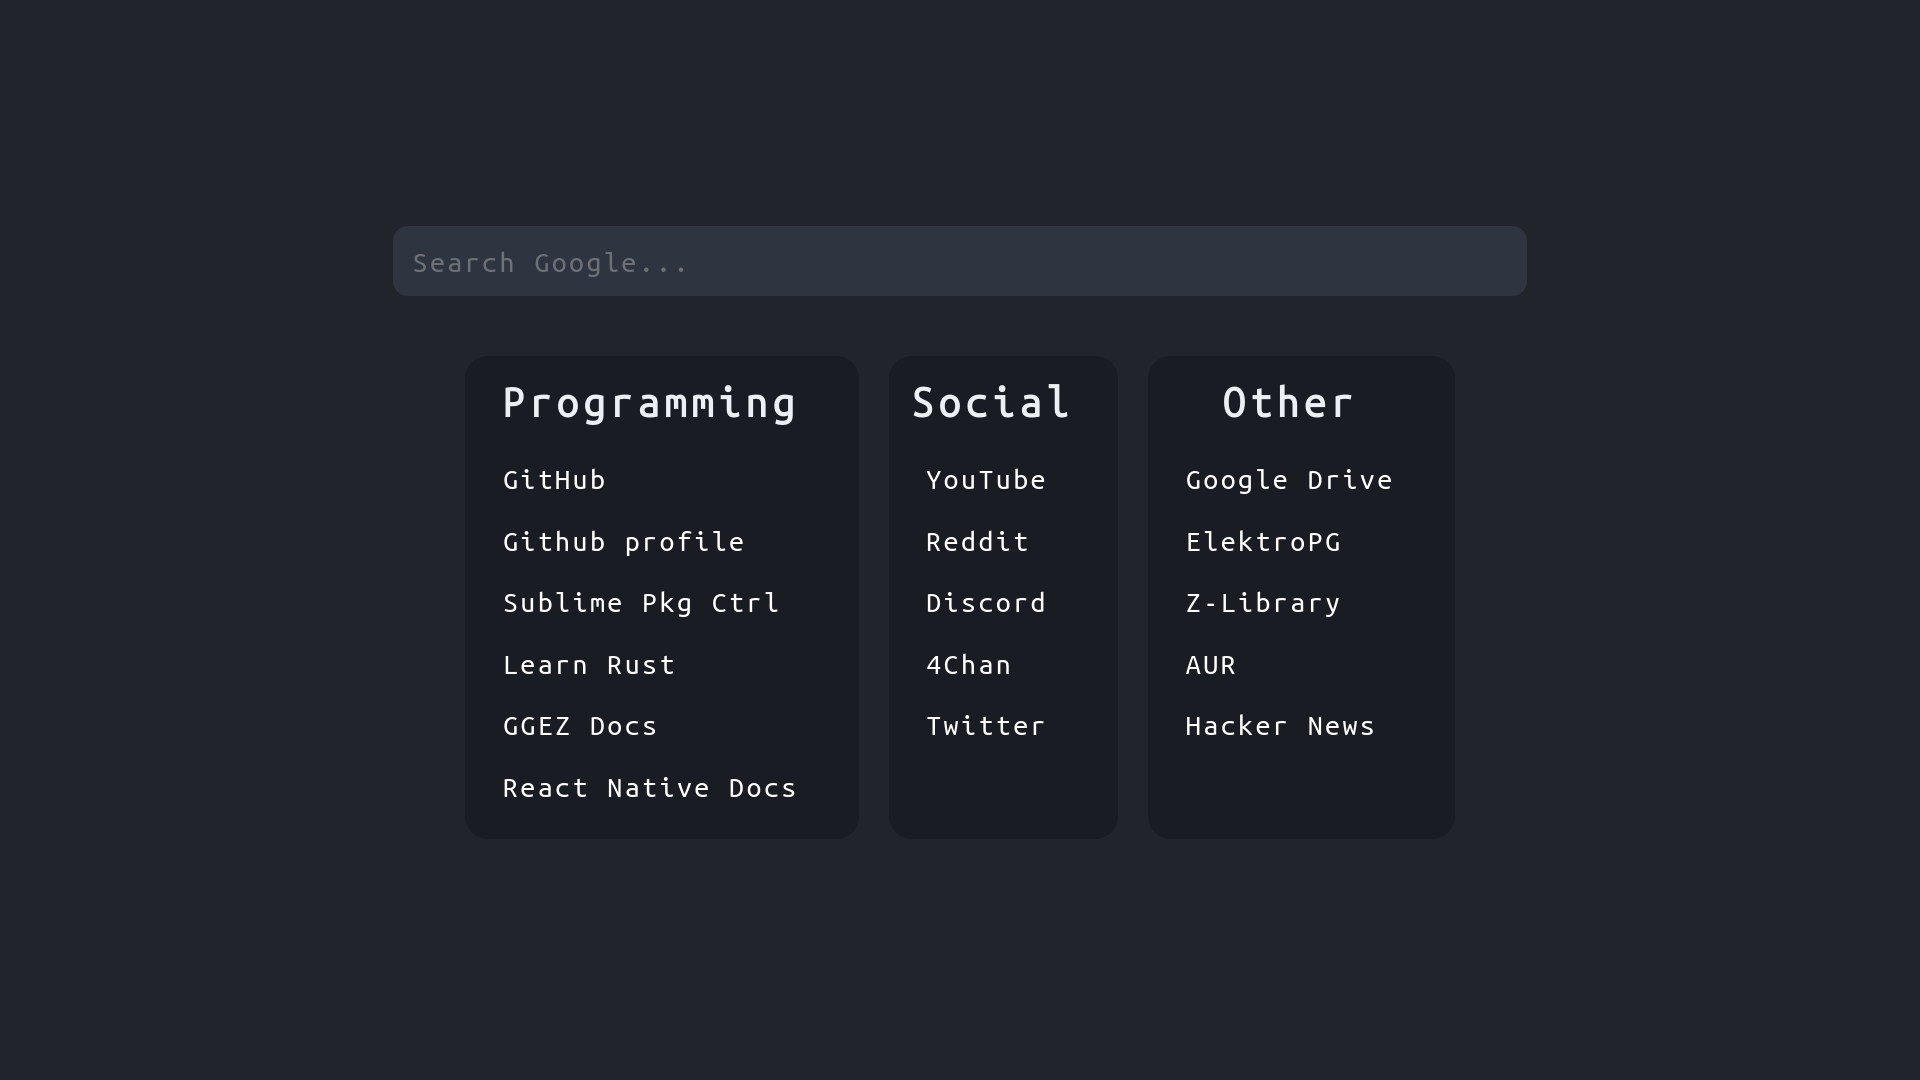 Search Google...
Programming
GitHub
Github profile
Sublime Pkg Ctrl
Learn Rust
GGEZ Docs
React Native Docs
Social
YouTube
Reddit
Discord
4Chan
Twitter
Other
Google Drive
ElektroPG
Z-Library
AUR
Hacker News